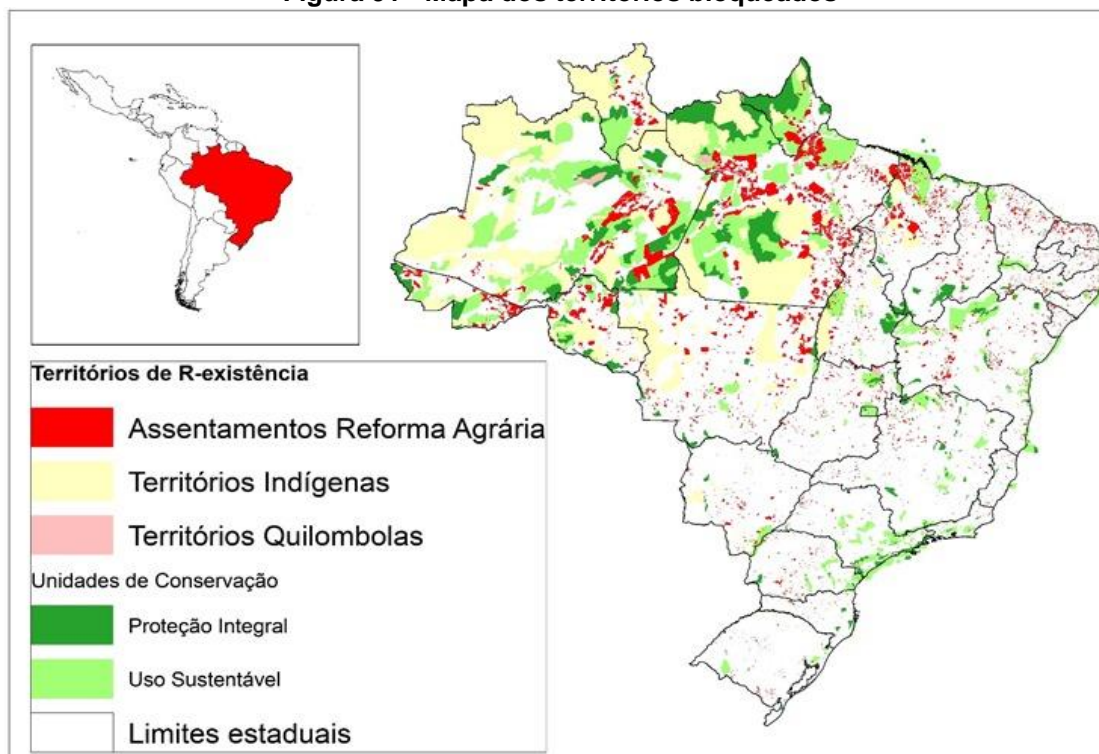 Figura - Mapa dos territórios bloqueados
Territórios de R-existência
Assentamentos Reforma Agrária
Territórios Indígenas
Territórios Quilombolas
Unidades de Conservação
Proteção Integral
Uso Sustentável
Limites estaduais